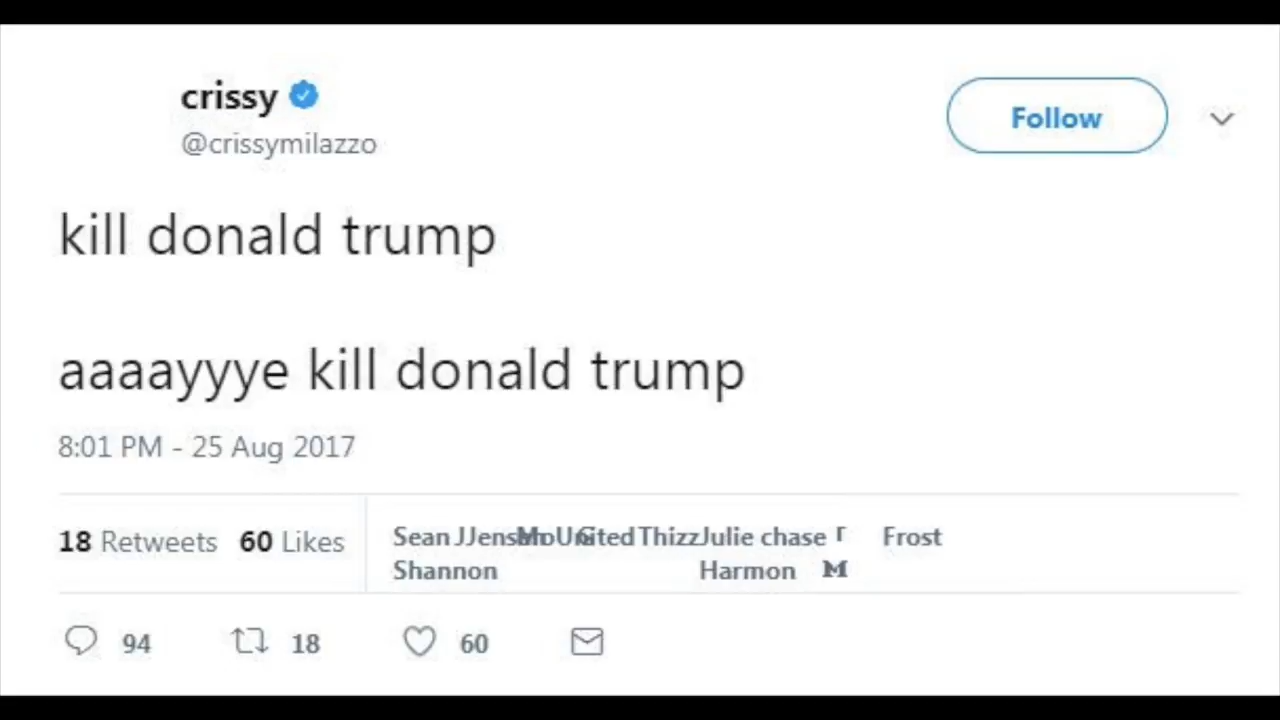 crissy
@crissymilazzo
Follow
kill donald trump
aaaayyye kill donald trump
8:01 PM - 25 Aug 2017
18 Retweets 60 Likes
Sean Julie chase Frost
Shannon Harmon M
94 18 60